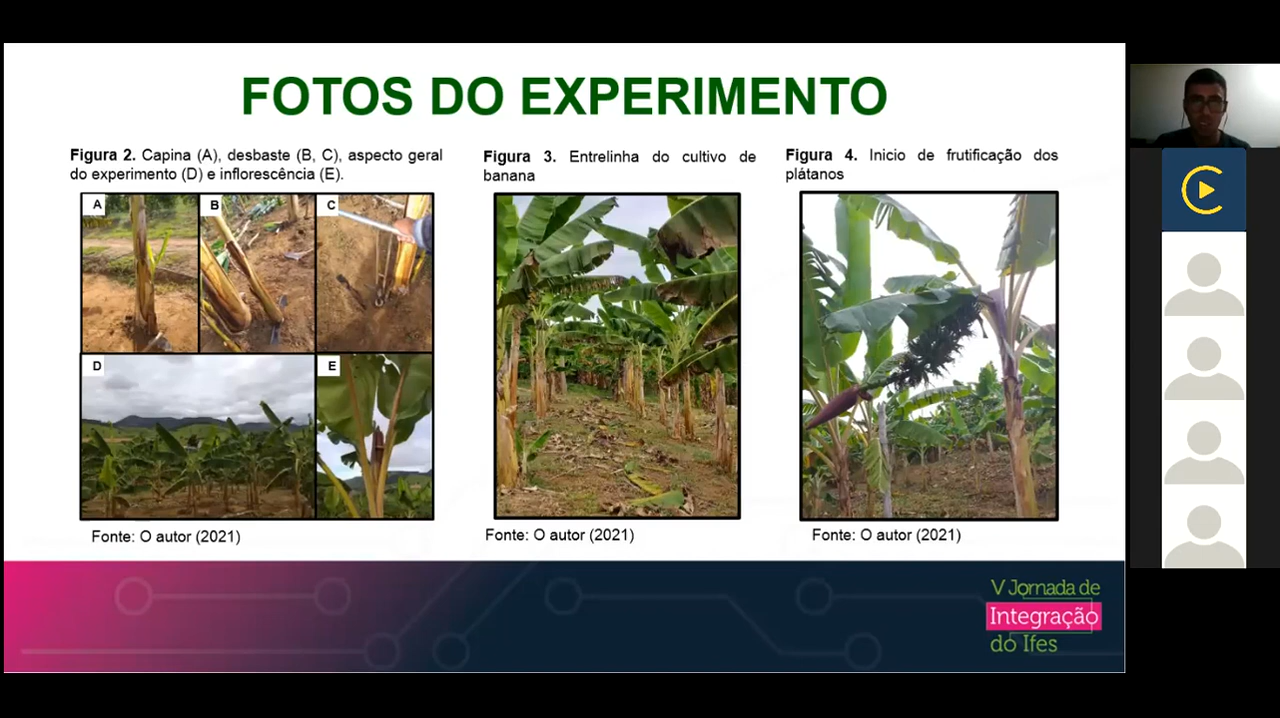 FOTOS DO EXPERIMENTO
Figura 2. Capina (A), desbaste (B, C), aspecto geral
do experimento (D) e inflorescência (E).
A
B
C
D
E
Fonte: O autor (2021)
Figura 3. Entrelinha do cultivo de
banana
Fonte: O autor (2021)
Figura 4. Inicio de frutificação dos
plátanos
Fonte: O autor (2021)
V Jornada de
Integração
do Ifes